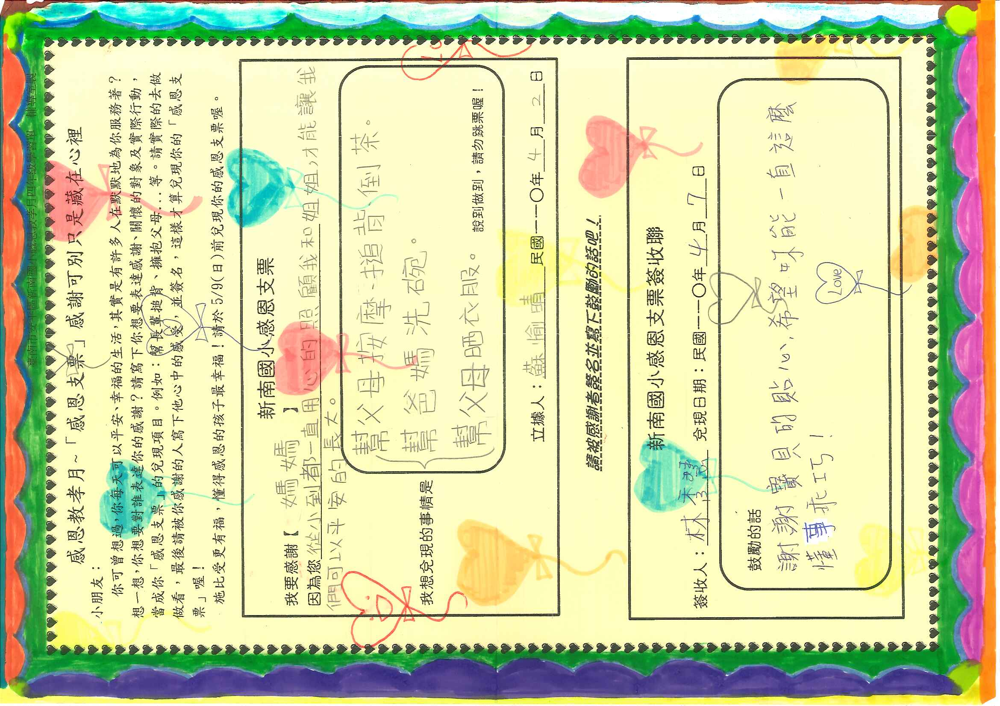 臺南市安平區新南國小感恩教孝月四年級學習單 輔導室製
感恩教孝月~「感恩支票」感謝可別只是藏在心裡
小朋友：
你可曾想過，你每天可以平安、幸福的生活，其實是有許多人在默默地為你服務著？
想一想，你想要對誰表達你的感謝？請寫下你想要表達感謝、關懷的對象及實際行動，
當成你「感恩支票」的兌現項目。例如：幫長輩搥背、擁抱父母...等。請實際的去做
做看，最後請被你感謝的人寫下他心中的感受，並簽名，這樣才算兌現你的「感恩支
票」喔！
施比受更有福，懂得感恩的孩子最幸福！請於5/9(日)前兌現你的感恩支票喔。
新南國小感恩支票
我要感謝【 媽媽 】
因為您從小到都一直用心的照顧我和姐姐，才能讓我
們可以平安的長大。
我想兌現的事情是
幫父母按摩、搥背、倒茶。
幫爸媽洗碗。
幫父母晒衣服。
說到做到，請勿跳票喔！
立據人：蘇愉晴 民國一一○年4月2日
請被感謝者簽名並寫下鼓勵的話吧！
新南國小感恩支票簽收聯
簽收人：林 兌現日期：民國一一○年4月7日
鼓勵的話
謝謝寶貝的貼心，希望妳能一直這麼
懂事乖巧！
Love